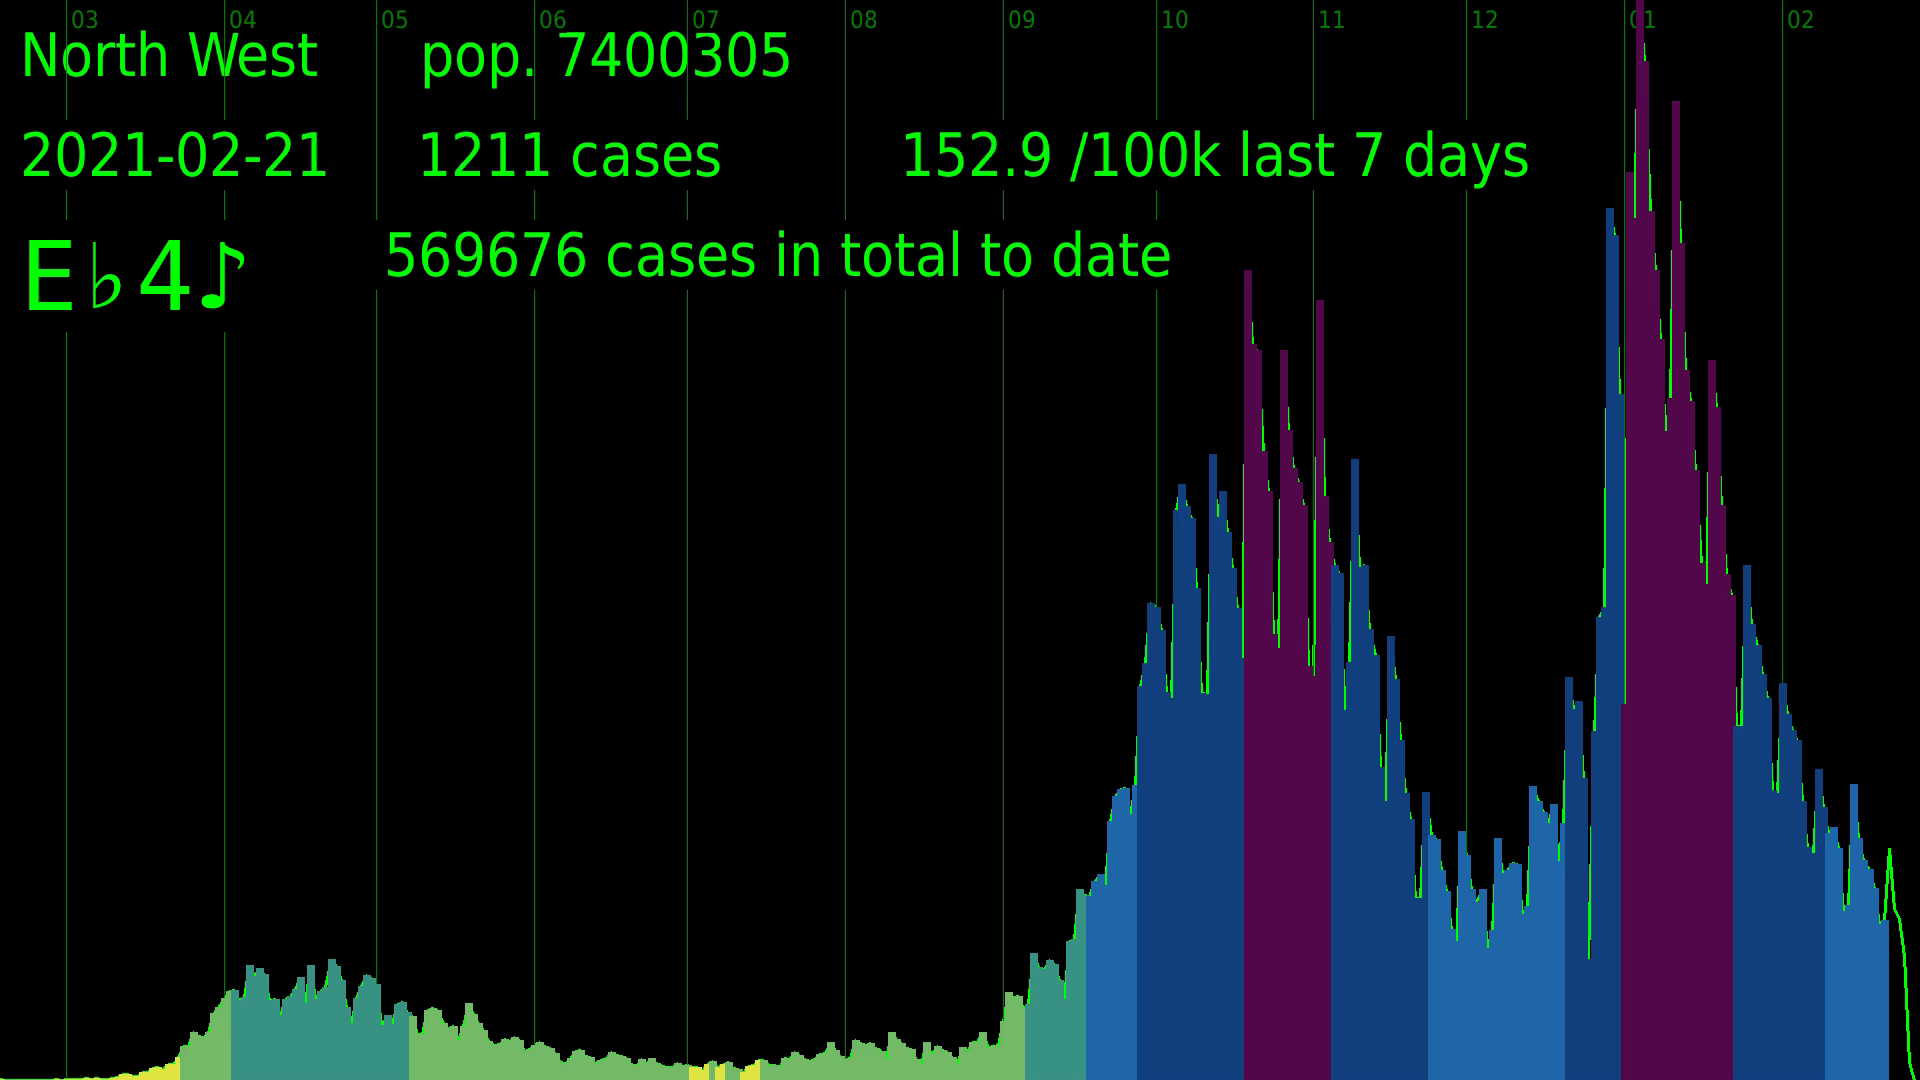 03 04 05 06 07 08 09 10 11 12 01 02
North West pop. 7400305
2021-02-21 1211 cases 152.9 /100k last 7 days
E♭4♪ 569676 cases in total to date